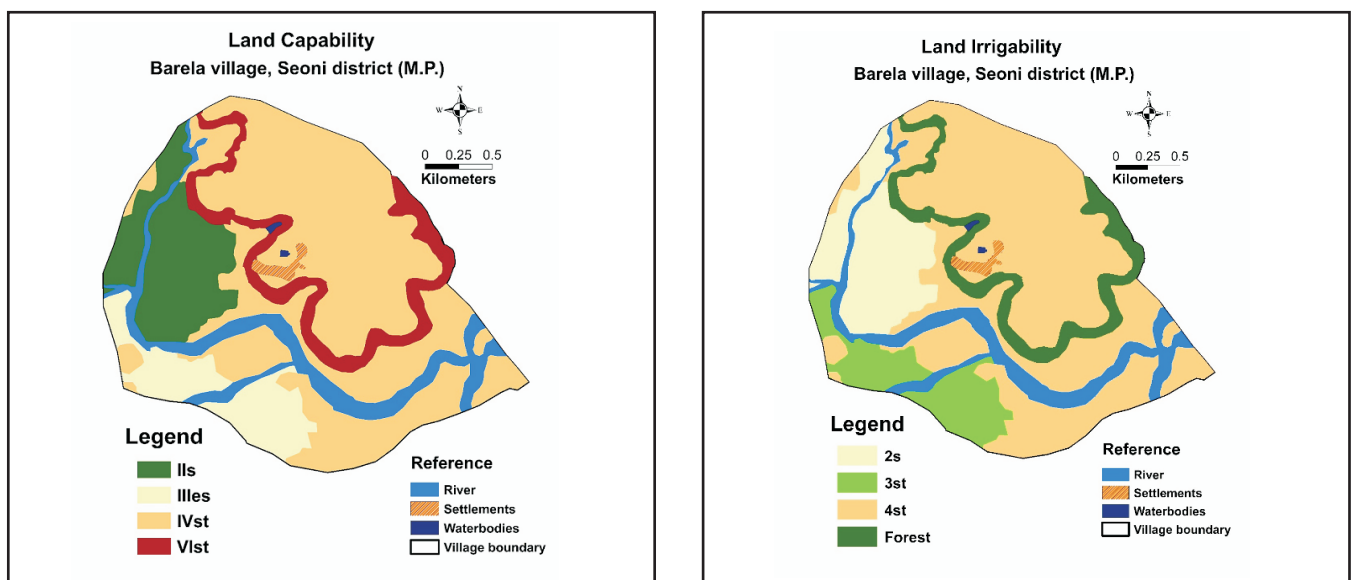 Land Capability
Barela village, Seoni district (M.P.)
N
W E
S
0 0.25 0.5
Kilometers
Legend
IIs
IIIes
IVst
VIst
Reference
River
Settlements
Waterbodies
Village boundary
Land Irrigability
Barela village, Seoni district (M.P.)
N
W E
S
0 0.25 0.5
Kilometers
Legend
2s
3st
4st
Forest
Reference
River
Settlements
Waterbodies
Village boundary